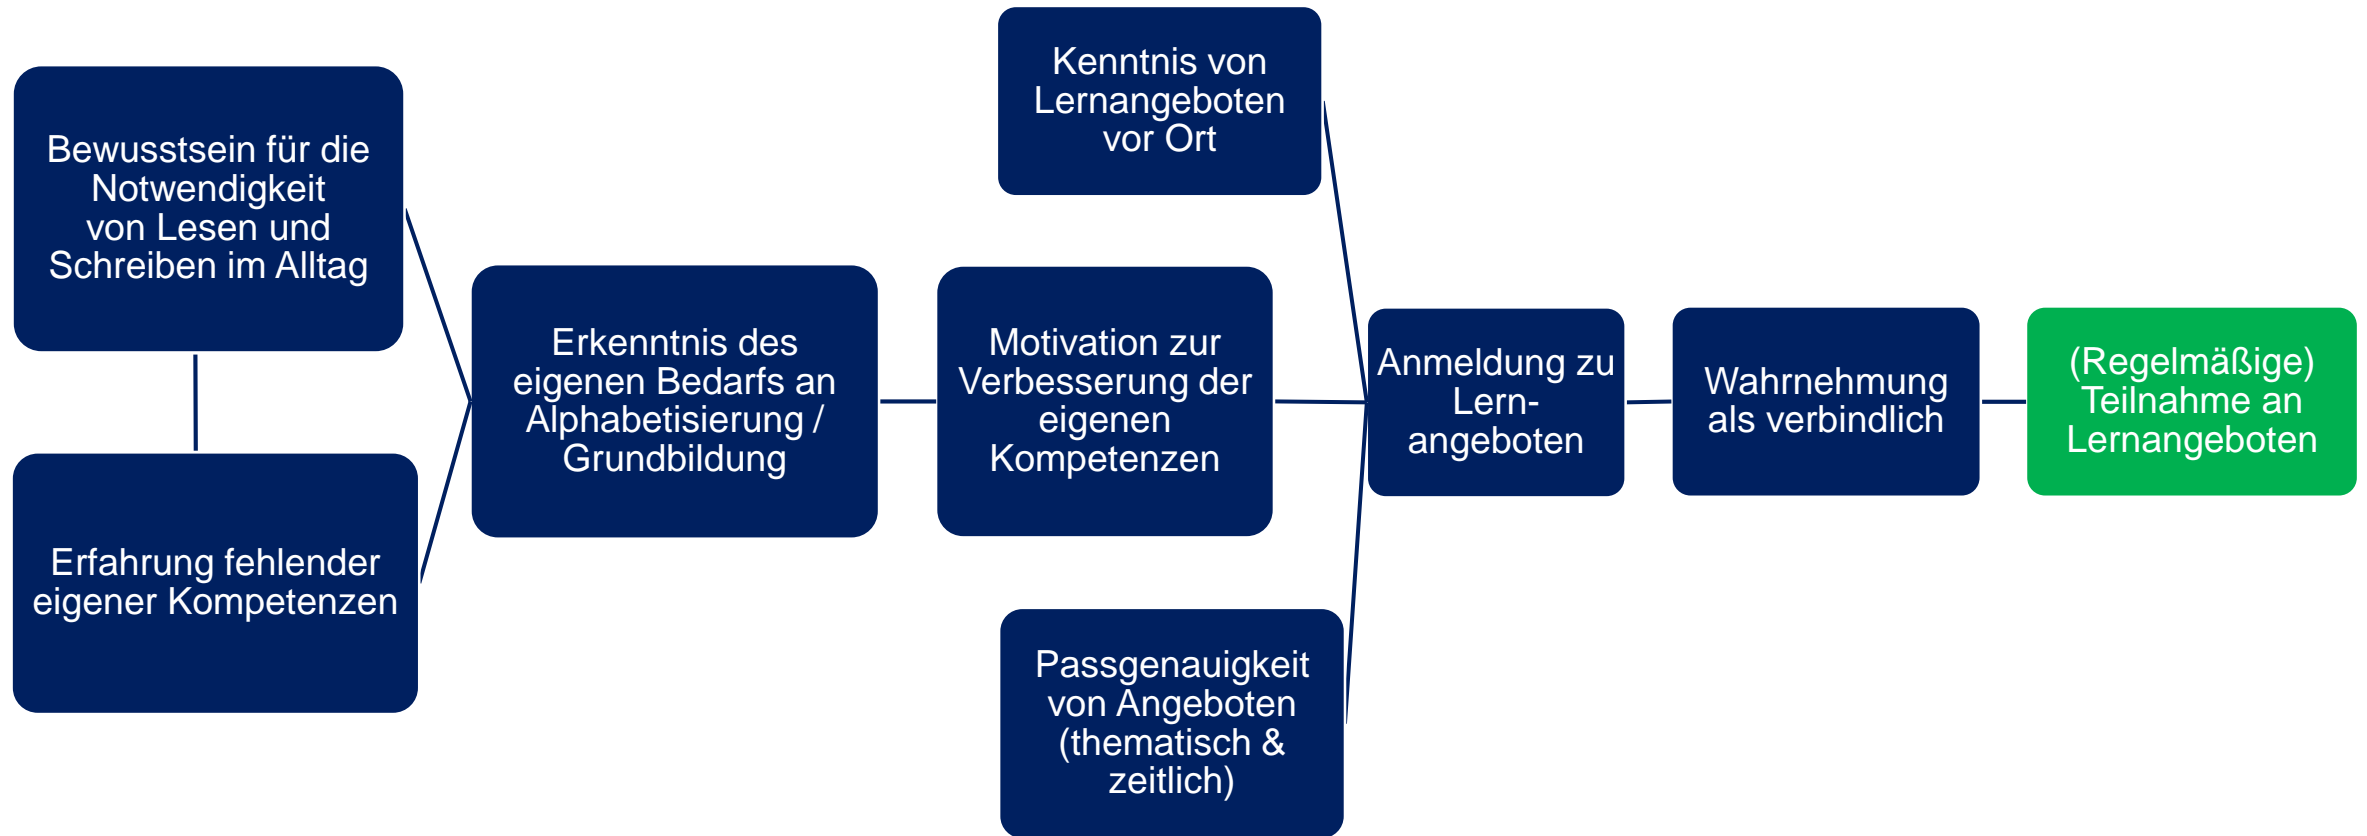 Bewusstsein für die
Notwendigkeit
von Lesen und
Schreiben im Alltag
Erfahrung fehlender
eigener Kompetenzen
Erkenntnis des
eigenen Bedarfs an
Alphabetisierung /
Grundbildung
Kenntnis von
Lernangeboten
vor Ort
Motivation zur
Verbesserung der
eigenen
Kompetenzen
Passgenauigkeit
von Angeboten
(thematisch &
zeitlich)
Anmeldung zu
Lern-
angeboten
Wahrnehmung
als verbindlich
(Regelmäßige)
Teilnahme an
Lernangeboten